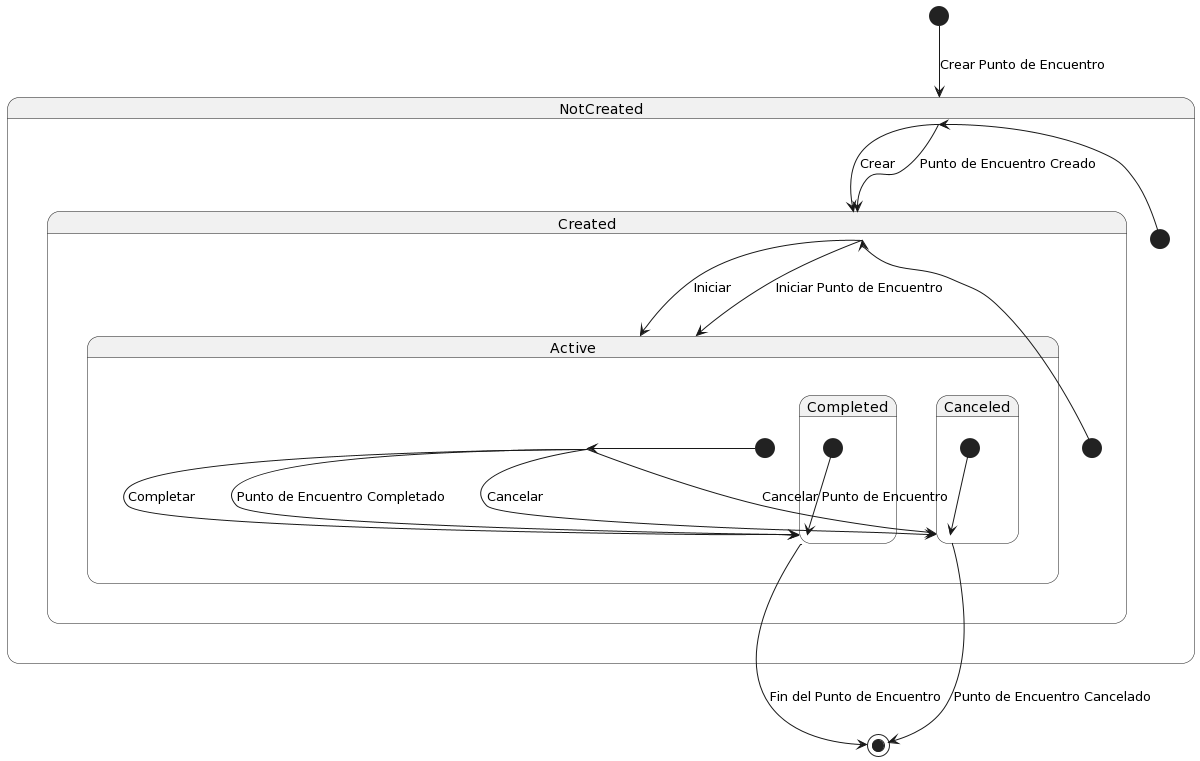 Crear Punto de Encuentro
NotCreated
Crear
Punto de Encuentro Creado
Created
Iniciar
Iniciar Punto de Encuentro
Active
Completed
Canceled
Completar
Punto de Encuentro Completado
Cancelar
Cancelar Punto de Encuentro
Fin del Punto de Encuentro
Punto de Encuentro Cancelado